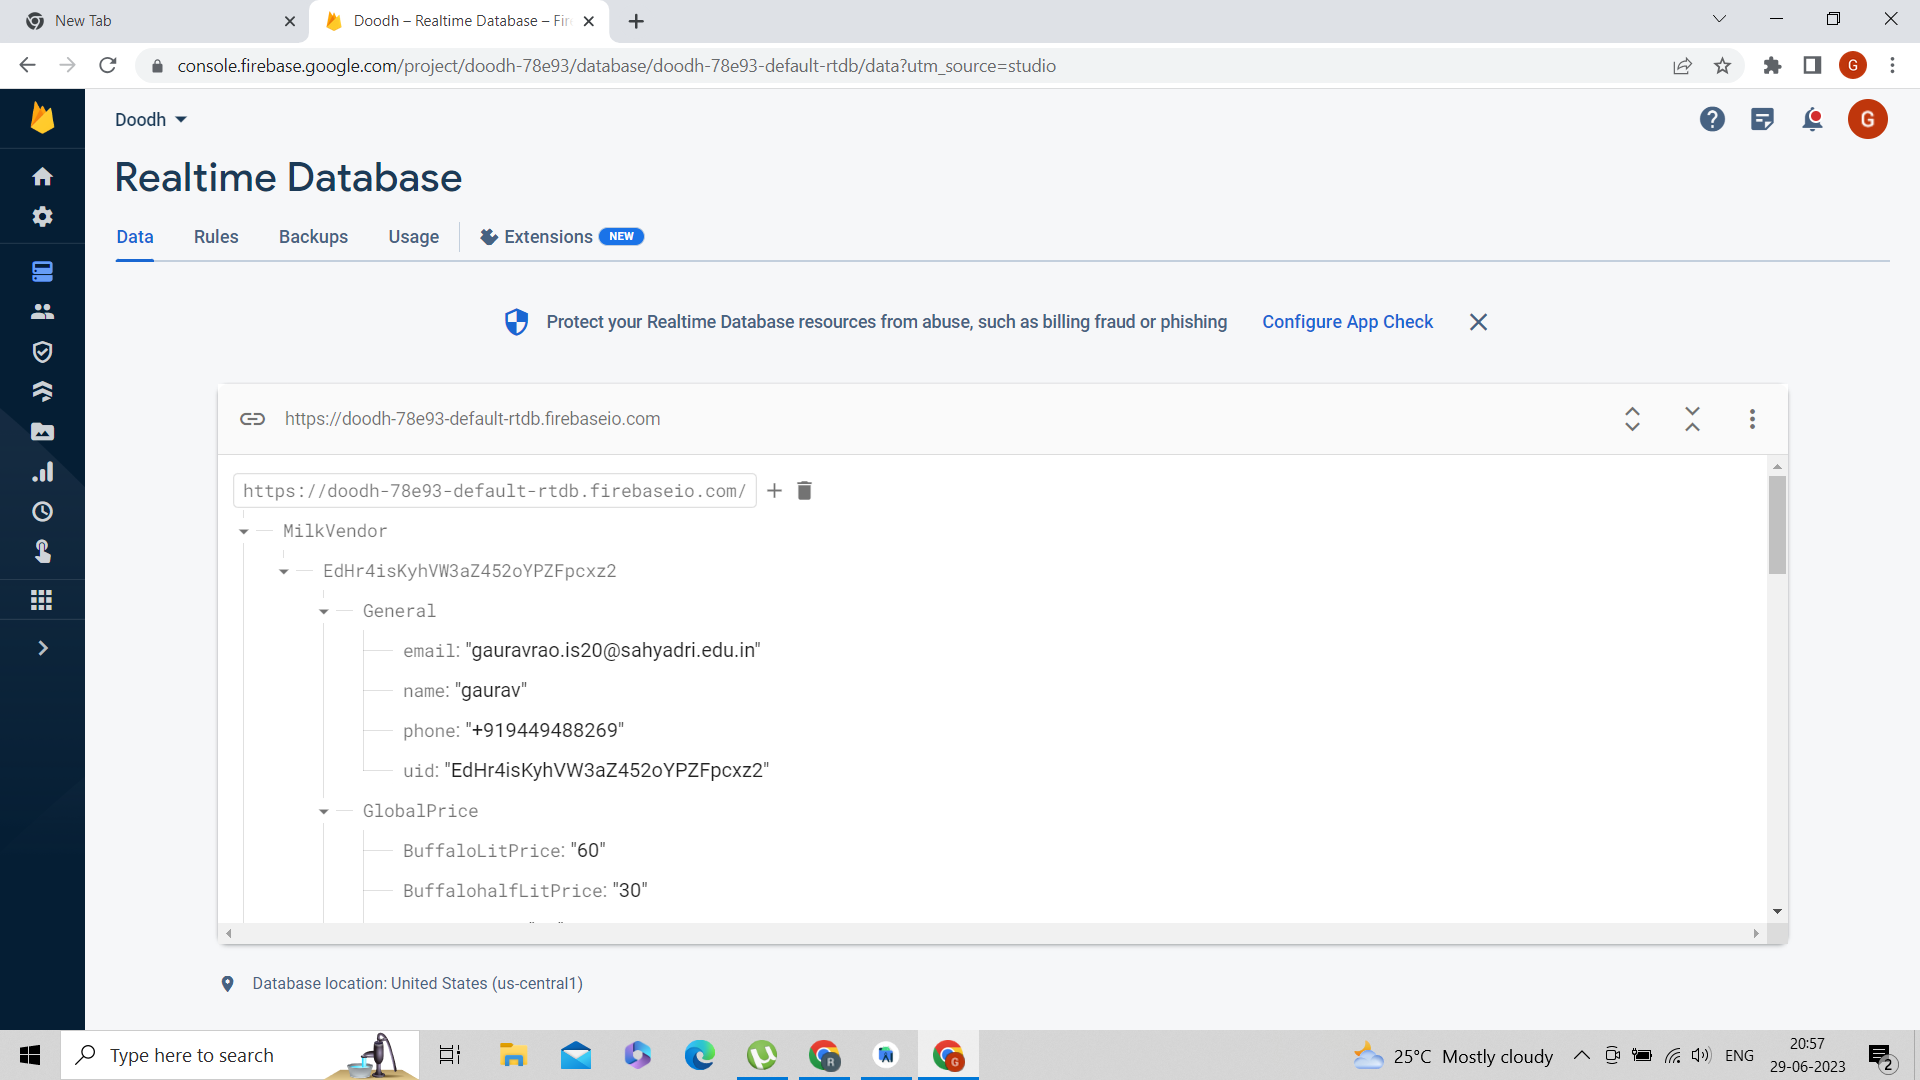 New Tab
Doodh – Realtime Database – Fir
console.firebase.google.com/project/doodh-78e93/database/doodh-78e93-default-rtdb/data?utm_source=studio
G
Doodh
G
Realtime Database
Data Rules Backups Usage Extensions NEW
Protect your Realtime Database resources from abuse, such as billing fraud or phishing Configure App Check
https://doodh-78e93-default-rtdb.firebaseio.com
https://doodh-78e93-default-rtdb.firebaseio.com/
MilkVendor
EdHr4isKyhVW3aZ452oYPZFpcxz2
General
email: "gauravrao.is20@sahyadri.edu.in"
name: "gaurav"
phone: "+919449488269"
uid: "EdHr4isKyhVW3aZ452oYPZFpcxz2"
GlobalPrice
BuffaloLitPrice: "60"
BuffalohalfLitPrice: "30"
Database location: United States (us-central1)
Type here to search
R
G
25°C Mostly cloudy
ENG
20:57
29-06-2023
2